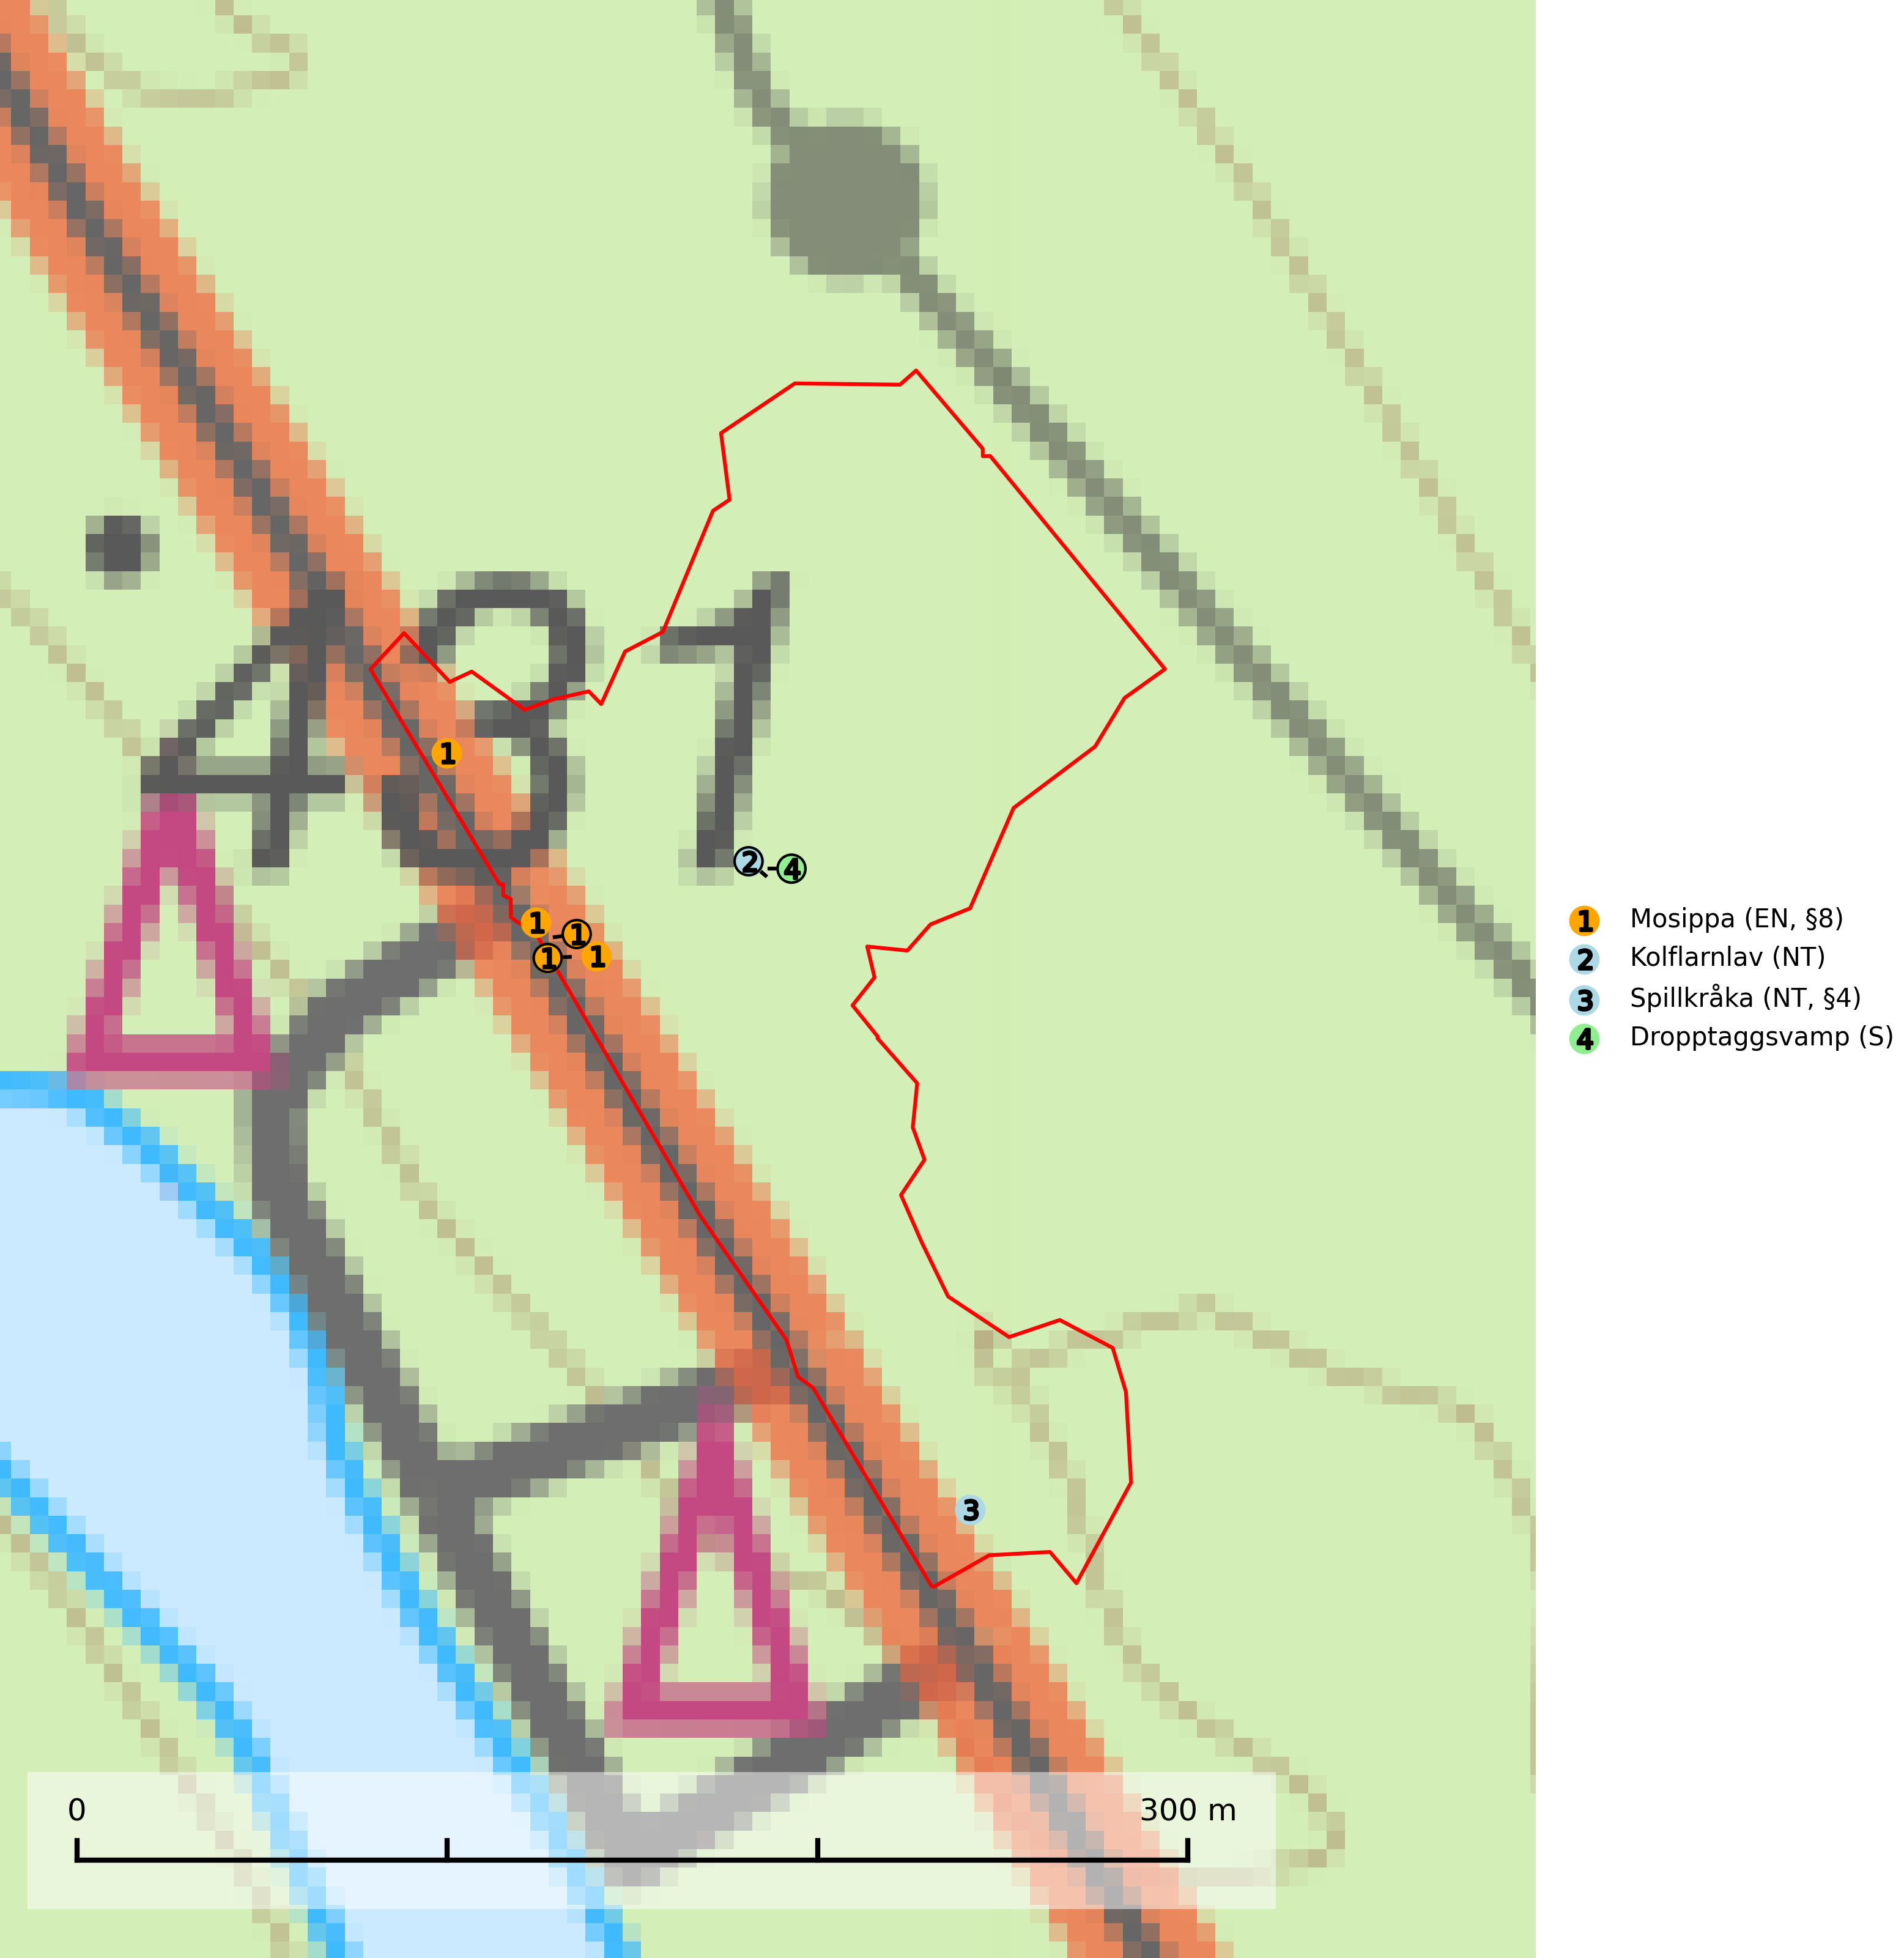 431
1
2
4
1
1
1
1
3
1 Mosippa (EN, §8)
2 Kolflarnlav (NT)
3 Spillkråka (NT, §4)
4 Dropptaggsvamp (S)
0 300 m